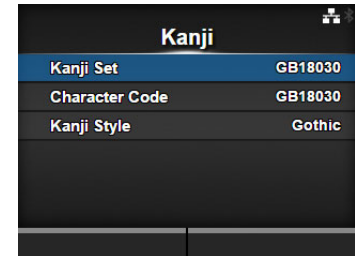 Kanji
Kanji Set GB18030
Character Code GB18030
Kanji Style Gothic